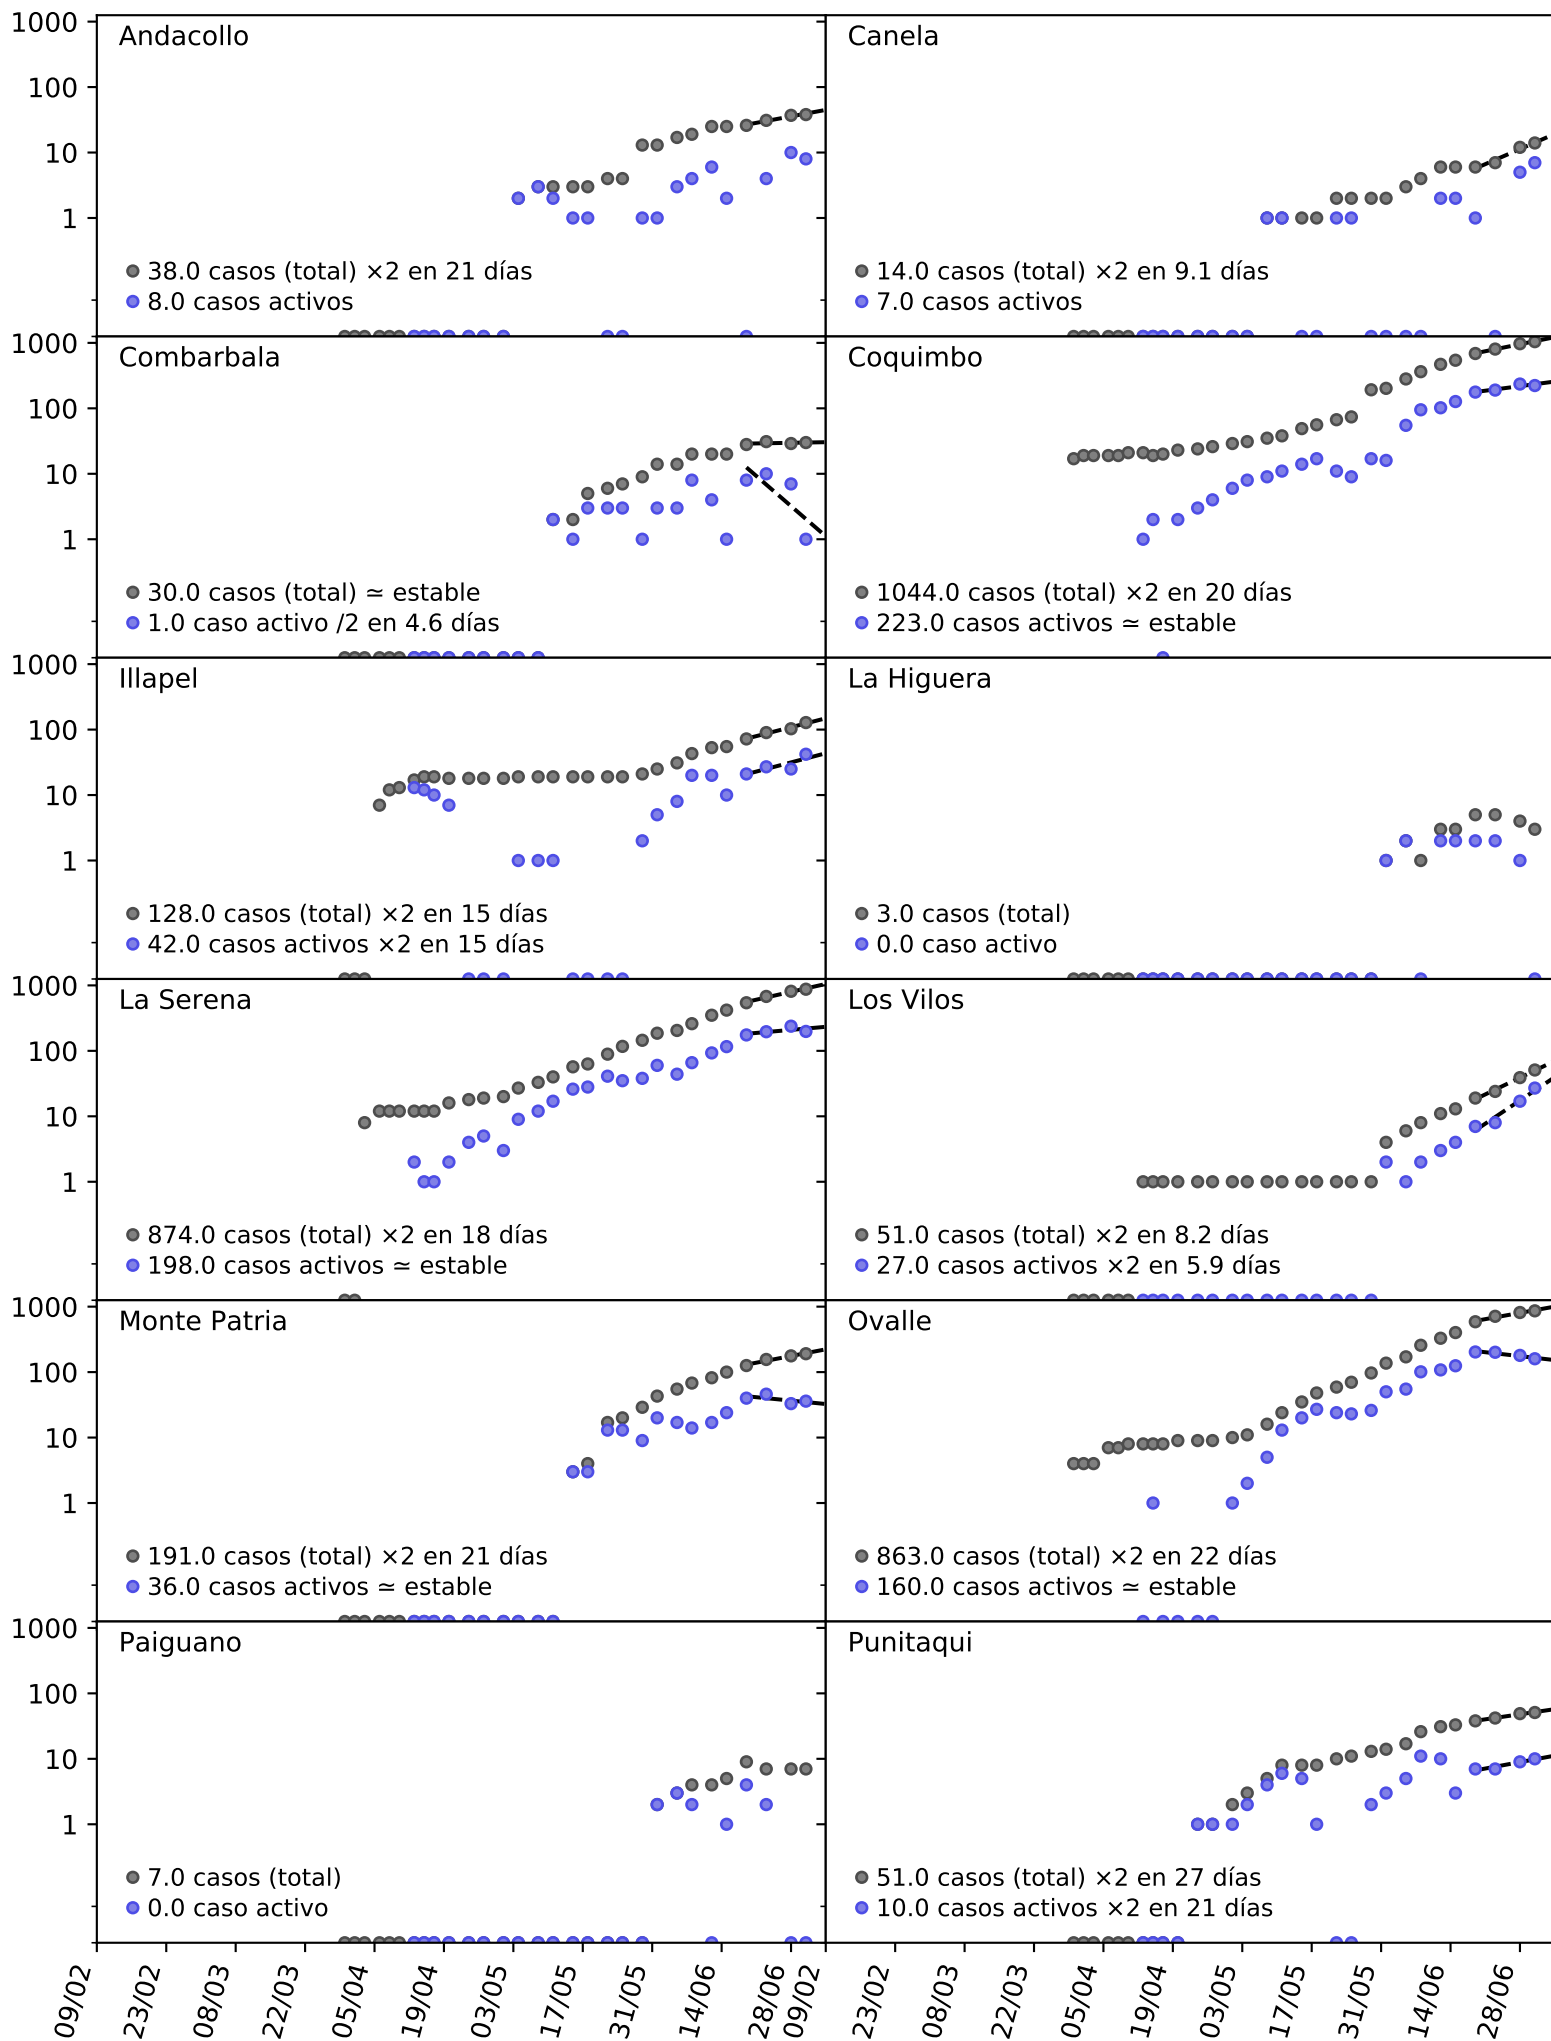 1000
100
10
1
Andacollo
38.0 casos (total) ×2 en 21 días
8.0 casos activos
Canela
14.0 casos (total) ×2 en 9.1 días
7.0 casos activos
1000
100
10
1
Combarbala
30.0 casos (total) ≃ estable
1.0 caso activo /2 en 4.6 días
Coquimbo
1044.0 casos (total) ×2 en 20 días
223.0 casos activos ≃ estable
1000
100
10
1
Illapel
128.0 casos (total) ×2 en 15 días
42.0 casos activos ×2 en 15 días
La Higuera
3.0 casos (total)
0.0 caso activo
1000
100
10
1
La Serena
874.0 casos (total) ×2 en 18 días
198.0 casos activos ≃ estable
Los Vilos
51.0 casos (total) ×2 en 8.2 días
27.0 casos activos ×2 en 5.9 días
1000
100
10
1
Monte Patria
191.0 casos (total) ×2 en 21 días
36.0 casos activos ≃ estable
Ovalle
863.0 casos (total) ×2 en 22 días
160.0 casos activos ≃ estable
1000
100
10
1
Paiguano
7.0 casos (total)
0.0 caso activo
Punitaqui
51.0 casos (total) ×2 en 27 días
10.0 casos activos ×2 en 21 días
09/02 23/02 08/03 22/03 05/04 19/04 03/05 17/05 31/05 14/06 28/06 09/02 23/02 08/03 22/03 05/04 19/04 03/05 17/05 31/05 14/06 28/06